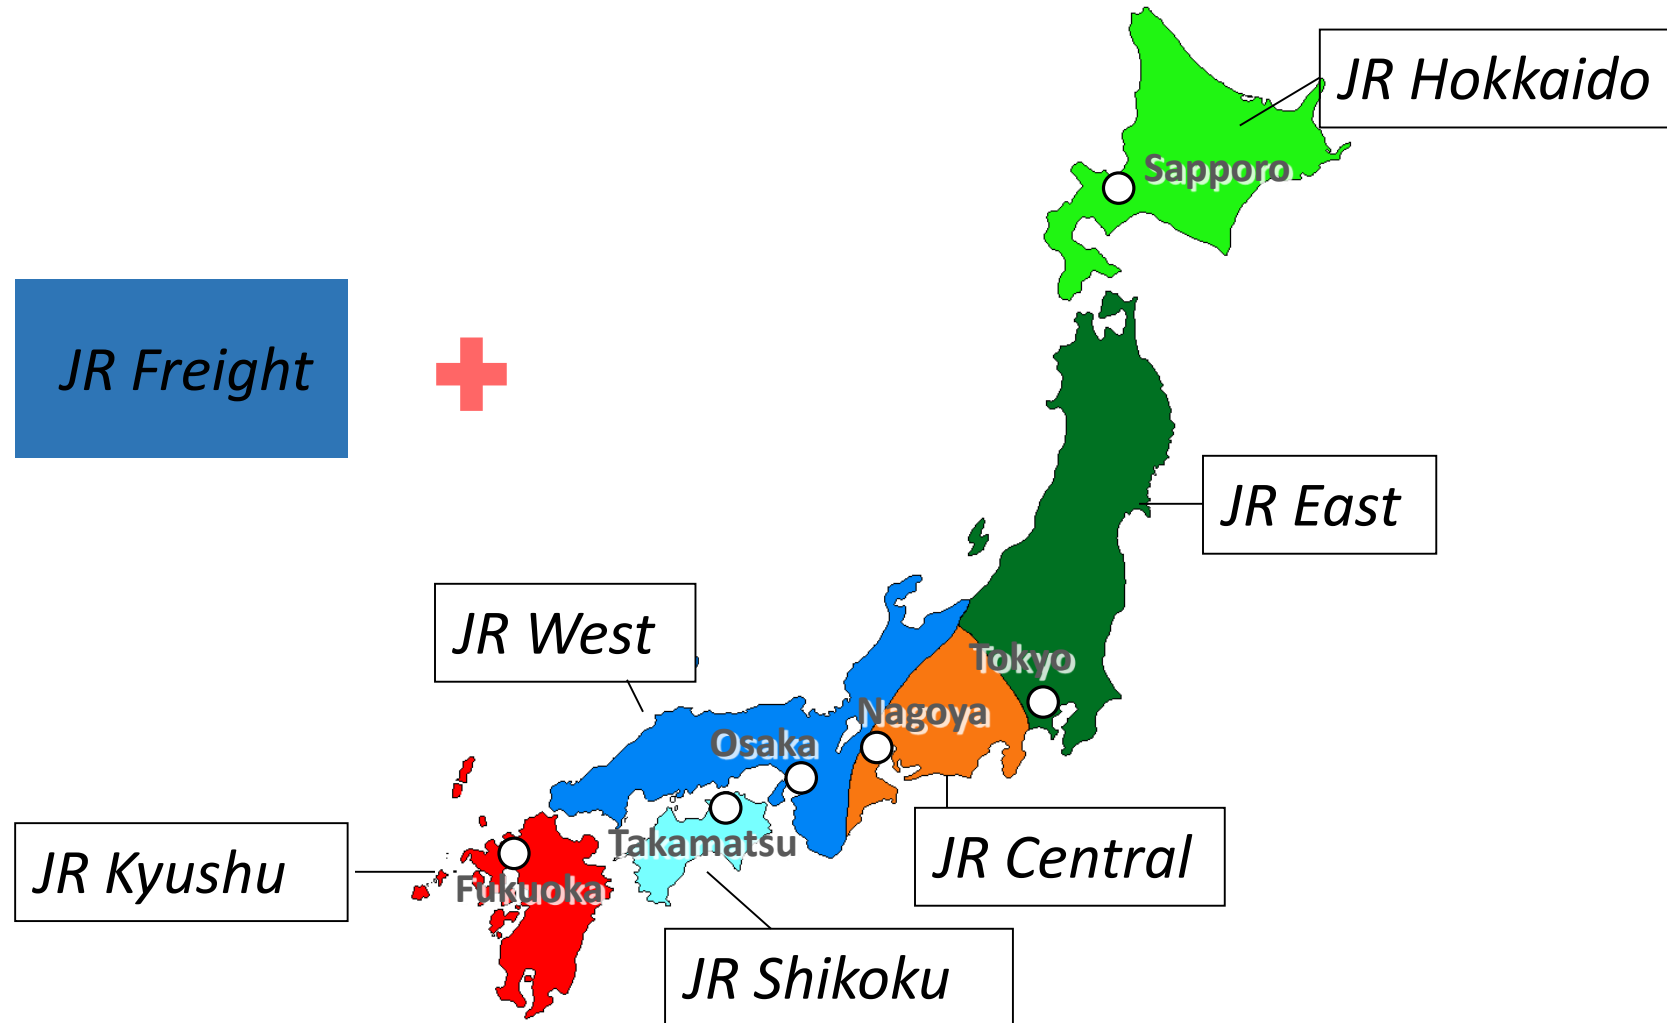 JR Hokkaido
Sapporo
JR Freight
JR East
JR West
Tokyo
Nagoya
Osaka
Takamatsu
JR Central
JR Kyushu
Fukuoka
JR Shikoku